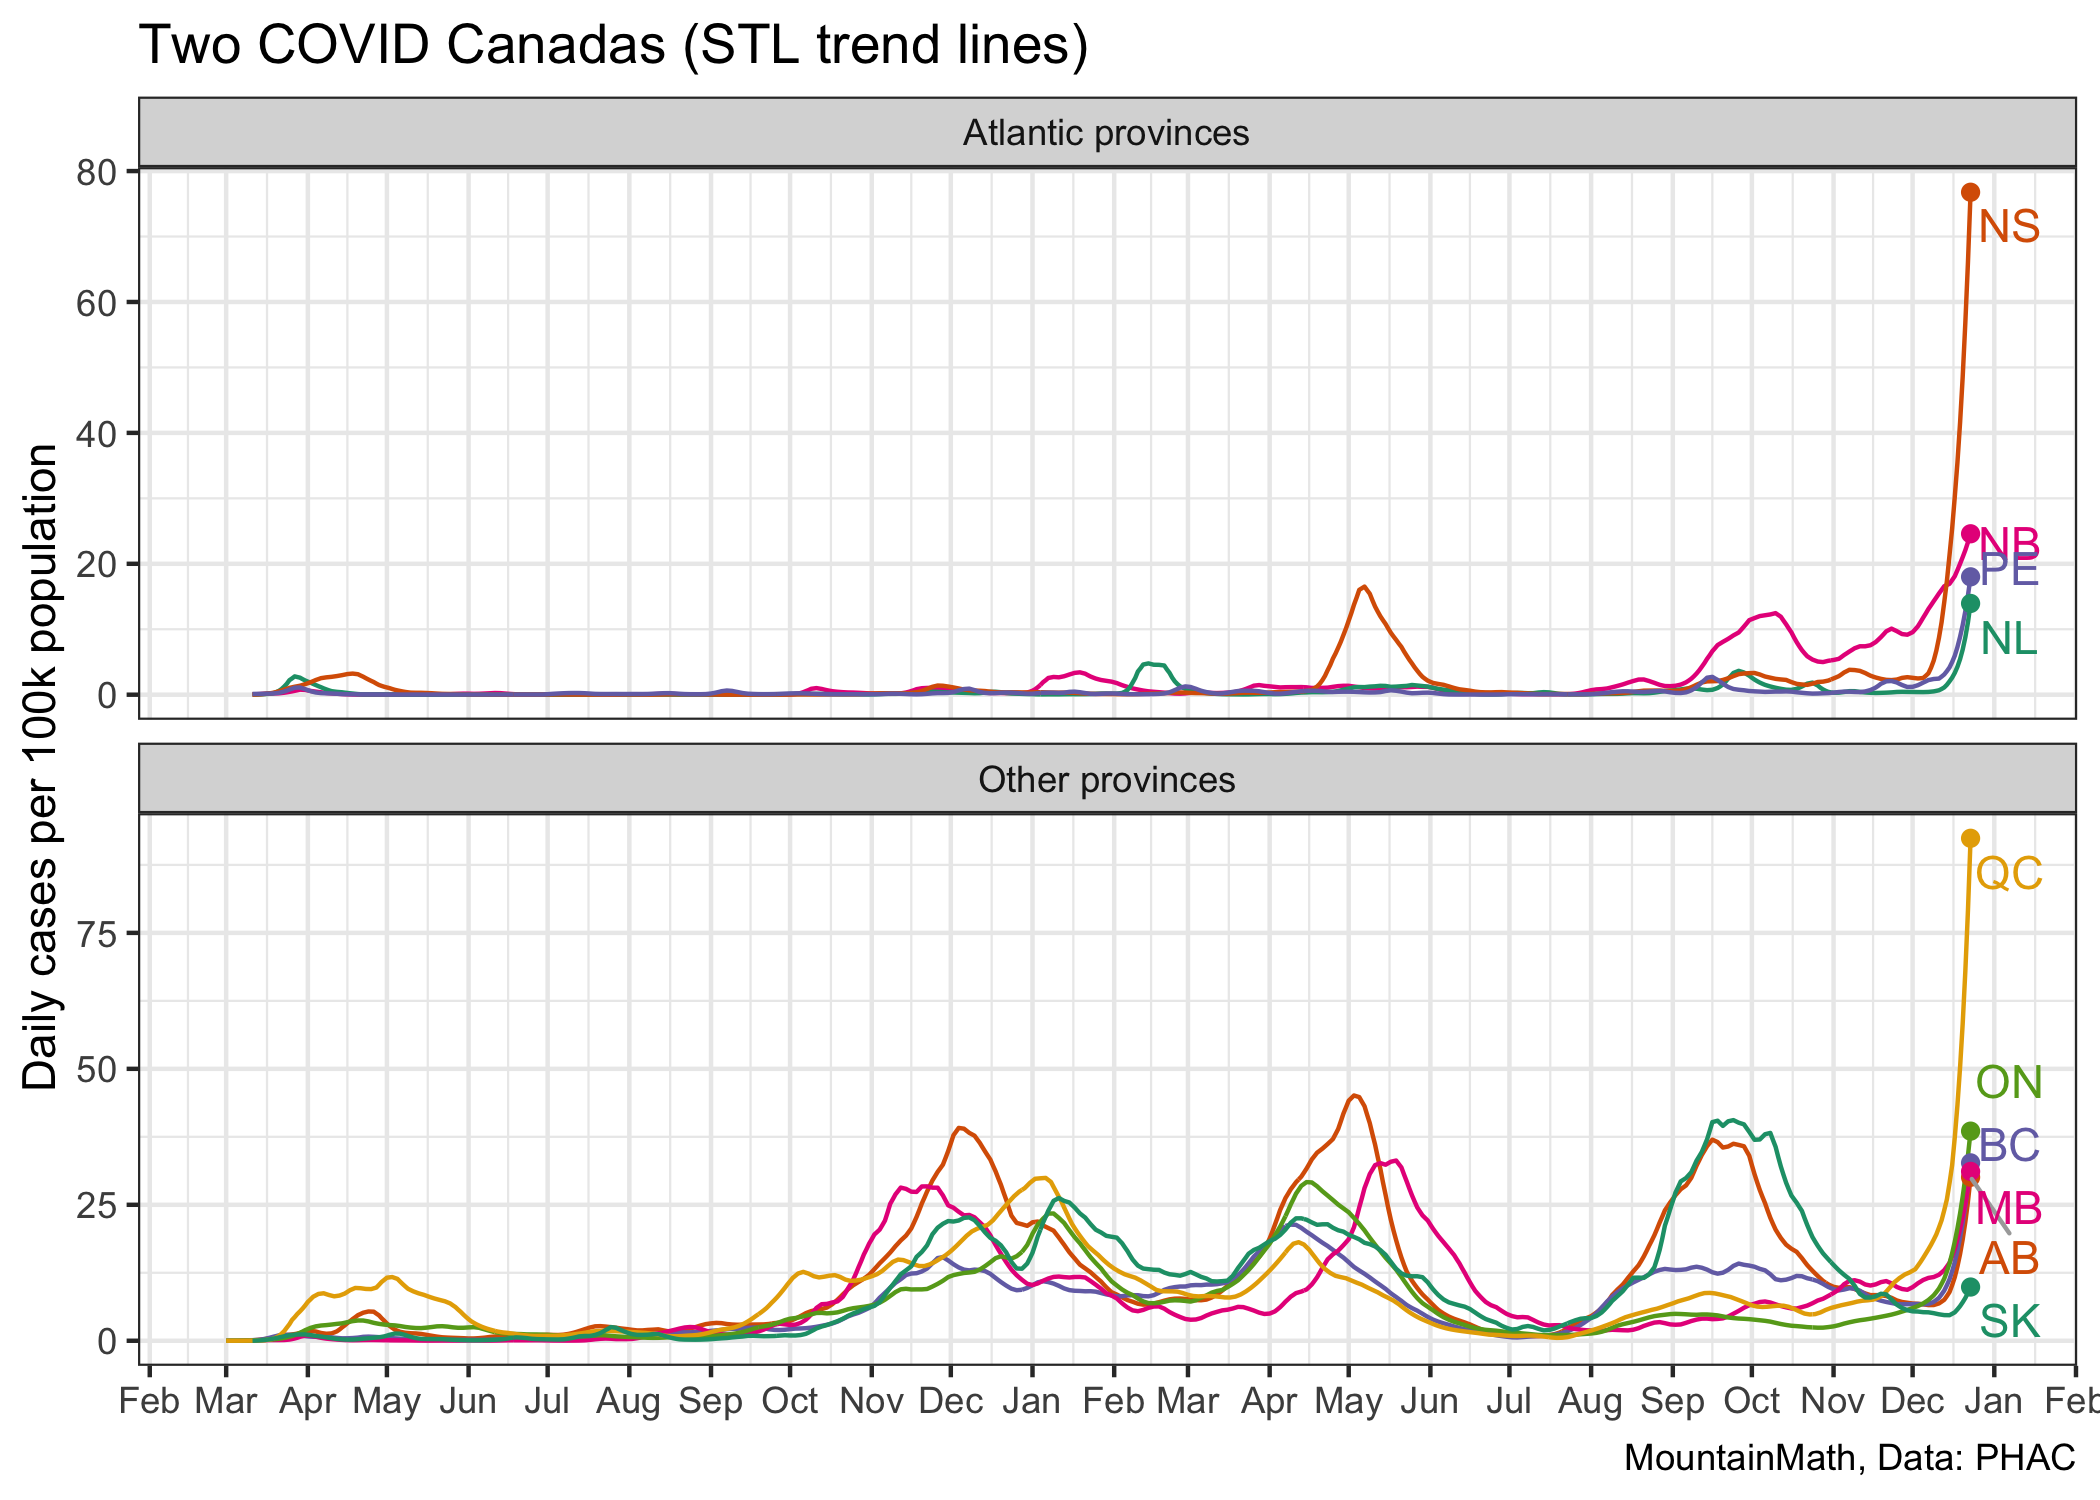 Two COVID Canadas (STL trend lines)
Atlantic provinces
80
60
40
20
0
NS
NB
PE
NL
Daily cases per 100k population
Other provinces
75
50
25
0
QC
ON
BC
MB
AB
SK
Feb Mar Apr May Jun Jul Aug Sep Oct Nov Dec Jan Feb Mar Apr May Jun Jul Aug Sep Oct Nov Dec Jan Feb
MountainMath, Data: PHAC